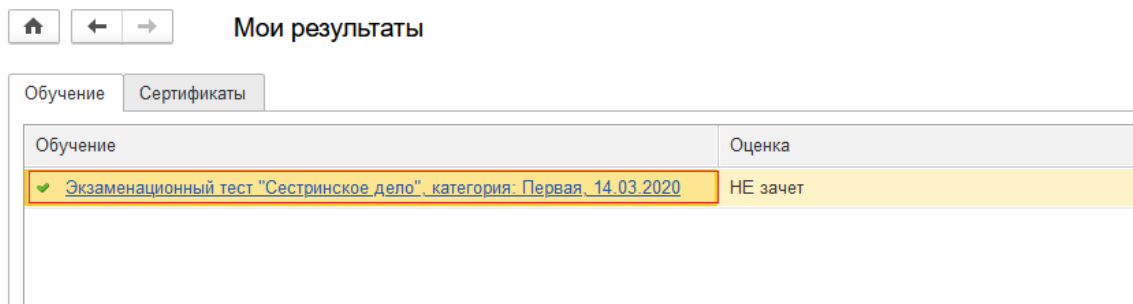 Мои результаты
Обучение Сертификаты
Обучение Оценка
Экзаменационный тест "Сестринское дело", категория: Первая, 14.03.2020 НЕ зачет